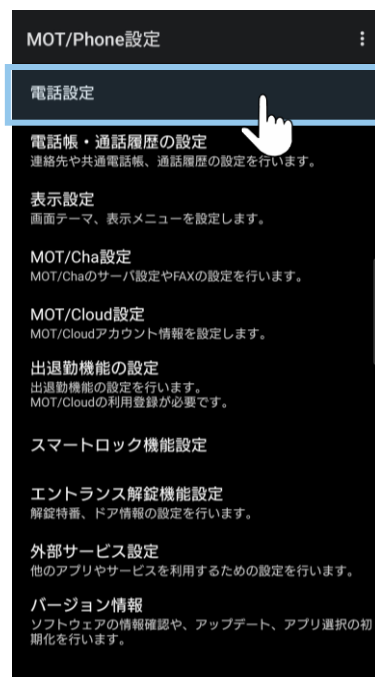 MOT/Phone設定
電話設定
電話帳・通話履歴の設定
連絡先や共通電話帳、通話履歴の設定を行います。
表示設定
画面テーマ、表示メニューを設定します。
MOT/Cha設定
MOT/Chaのサーバ設定やFAXの設定を行います。
MOT/Cloud設定
MOT/Cloudアカウント情報を設定します。
出退勤機能の設定
出退勤機能の設定を行います。
MOT/Cloudの利用登録が必要です。
スマートロック機能設定
エントランス解錠機能設定
解錠特番、ドア情報の設定を行います。
外部サービス設定
他のアプリやサービスを利用するための設定を行います。
バージョン情報
ソフトウェアの情報確認や、アップデート、アプリ選択の初
期化を行います。